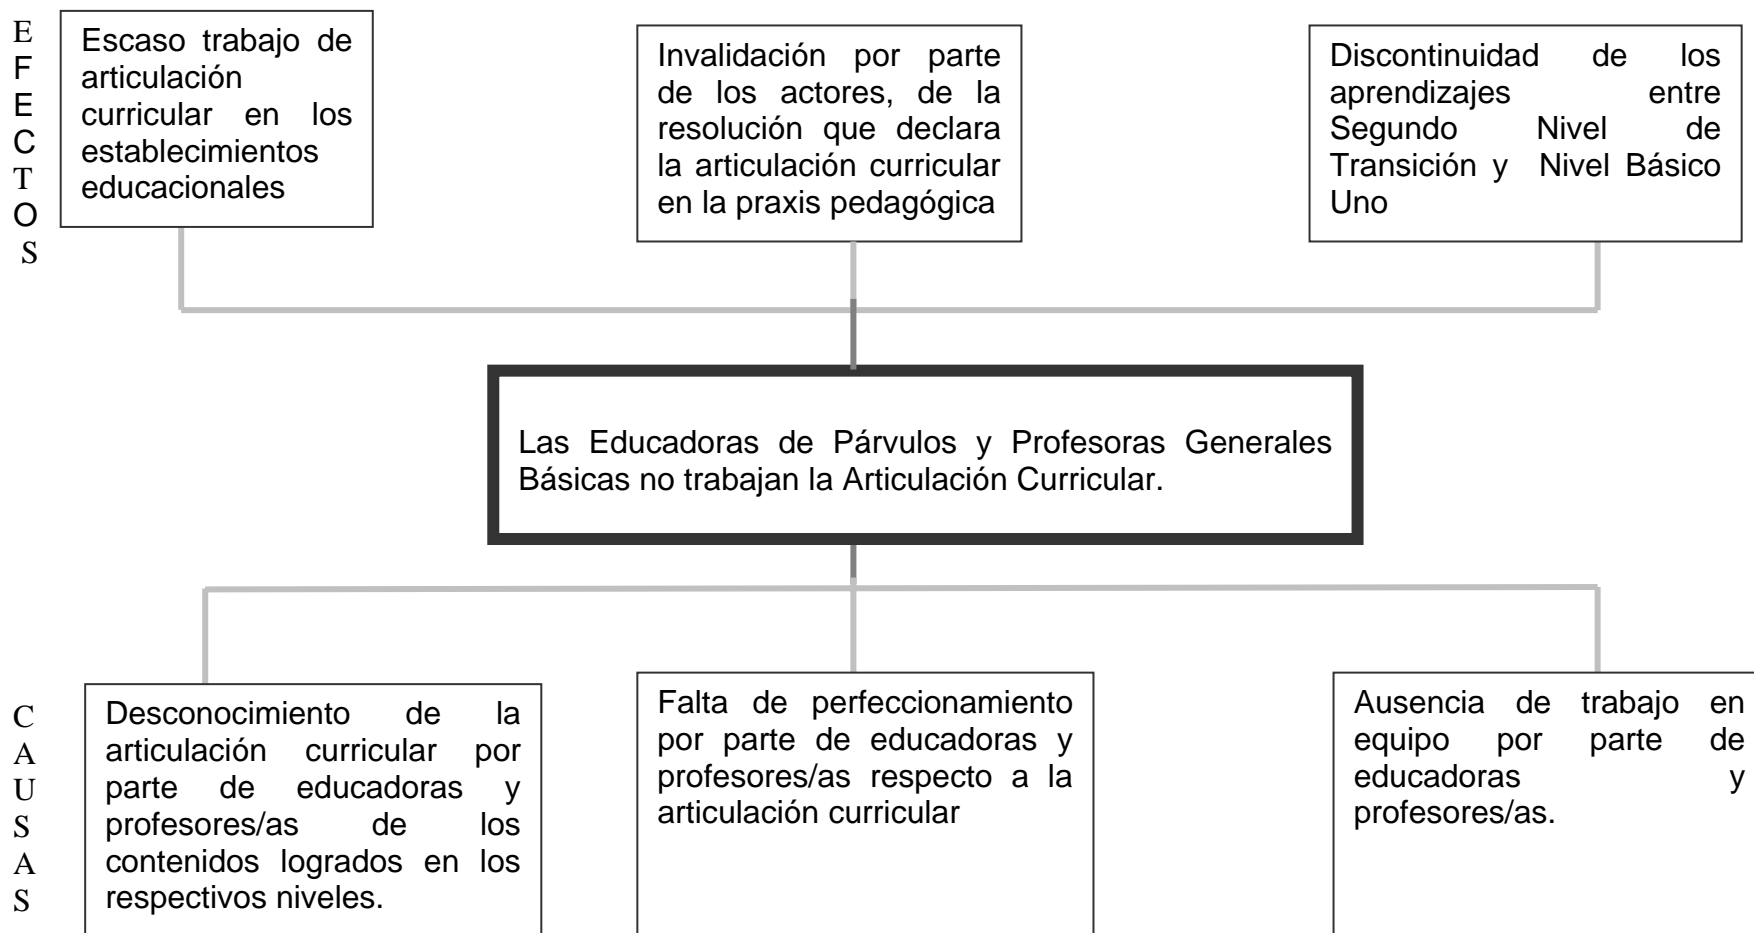 EFECTOS
Escaso trabajo de
articulación
curricular en los
establecimientos
educacionales
Invalidación por parte
de los actores, de la
resolución que declara
la articulación curricular
en la praxis pedagógica
Discontinuidad de los
aprendizajes entre
Segundo Nivel de
Transición y Nivel Básico
Uno
Las Educadoras de Párvulos y Profesoras Generales
Básicas no trabajan la Articulación Curricular.
CAUSAS
Desconocimiento de la
articulación curricular por
parte de educadoras y
profesores/as de los
contenidos logrados en los
respectivos niveles.
Falta de perfeccionamiento
por parte de educadoras y
profesores/as respecto a la
articulación curricular
Ausencia de trabajo en
equipo por parte de
educadoras y
profesores/as.